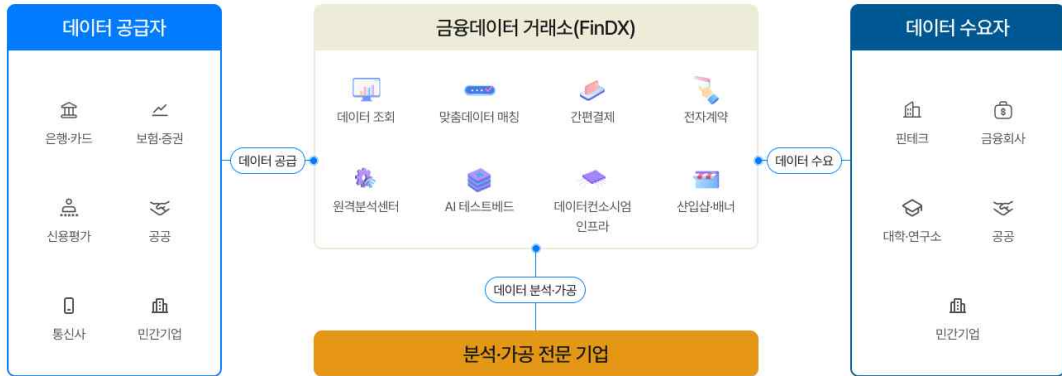 데이터 공급자
은행·카드
보험·증권
신용평가
공공
통신사
민간기업
데이터 공급
금융데이터 거래소(FinDX)
데이터 조회
맞춤데이터 매칭
간편결제
전자계약
원격분석센터
AI 테스트베드
데이터컨소시엄
인프라
샵입샵·배너
데이터 분석·가공
분석·가공 전문 기업
데이터 수요
데이터 수요자
핀테크
금융회사
대학·연구소
공공
민간기업